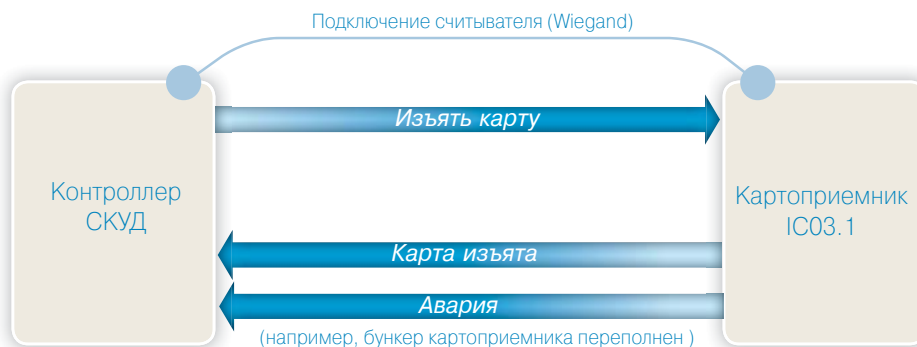 Подключение считывателя (Wiegand)
Изъять карту
Контроллер
СКУД
Картоприемник
IC03.1
Карта изъята
Авария
(например, бункер картоприемника переполнен )